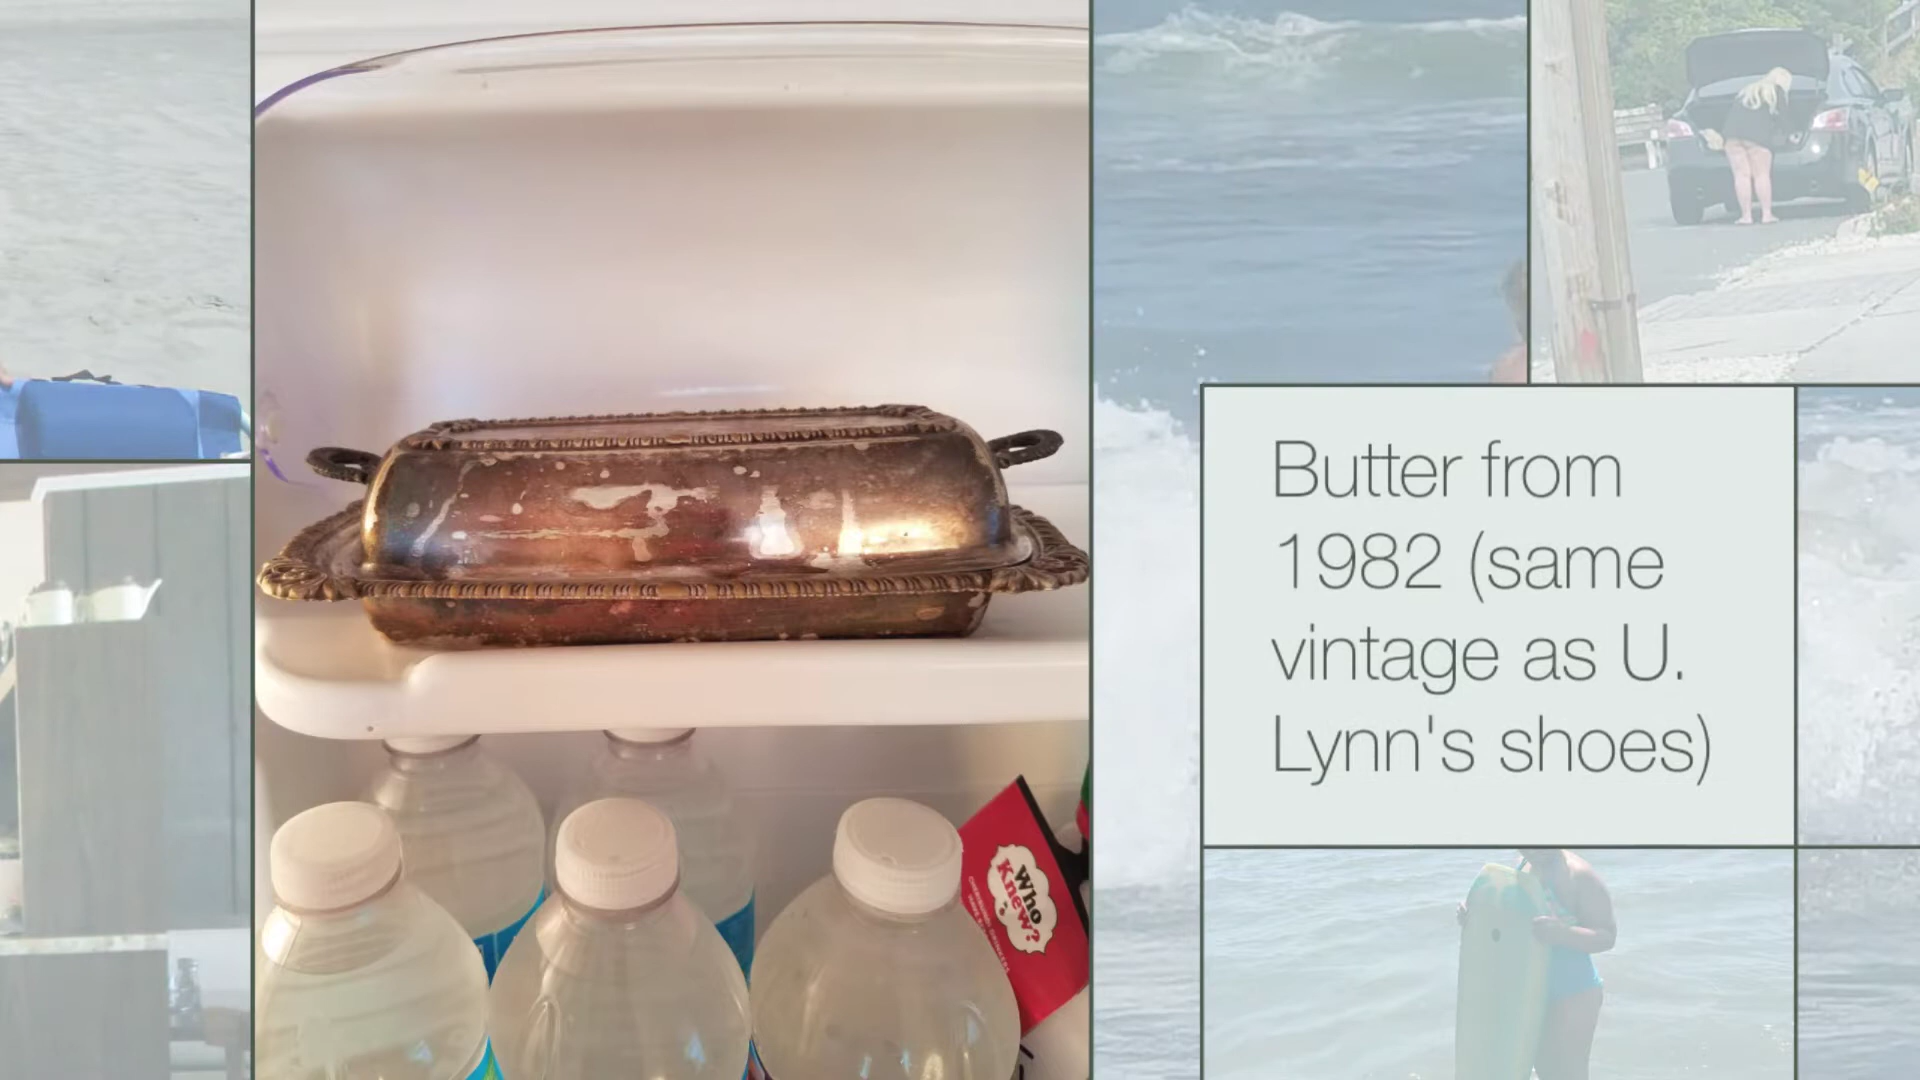 Butter from
1982 (same
vintage as U.
Lynn's shoes)
Who
Knew?